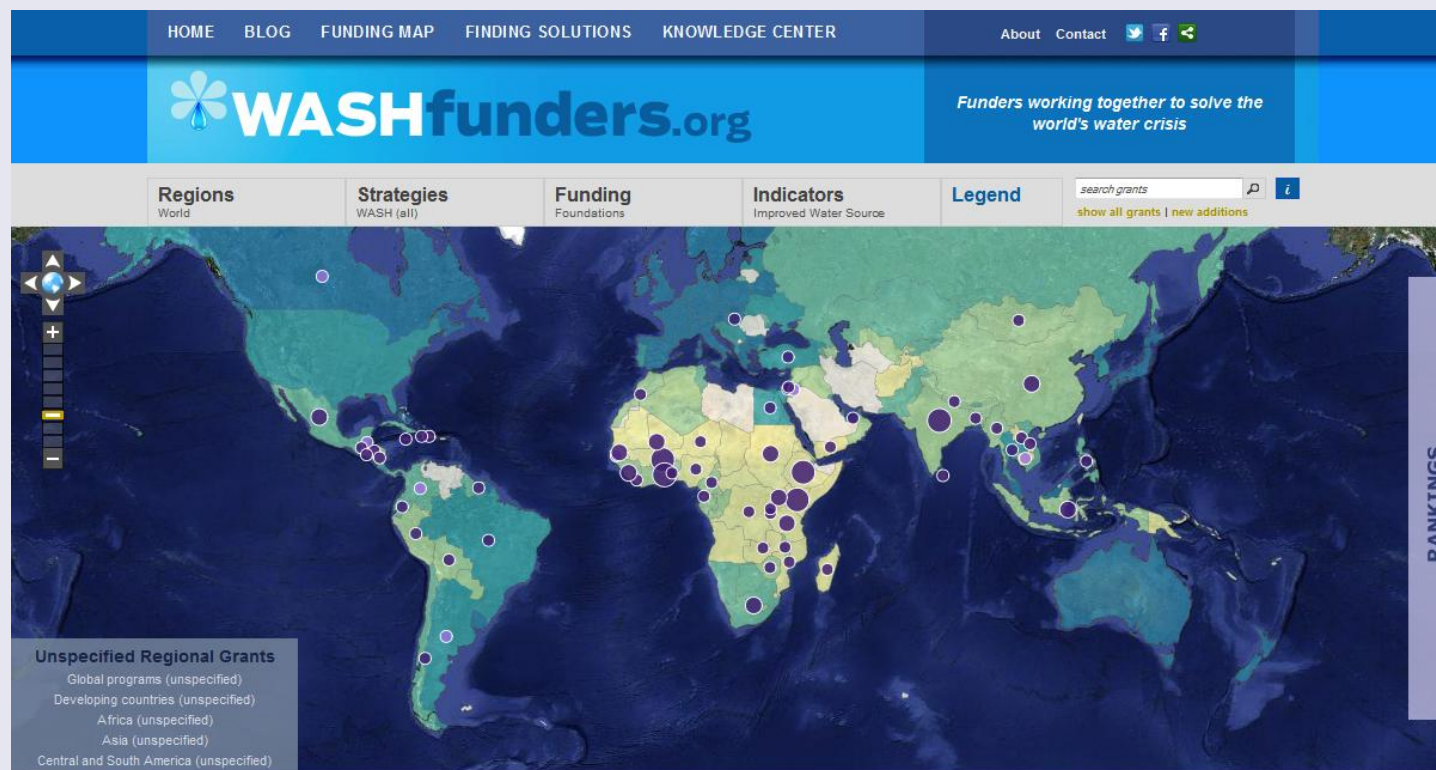 HOME BLOG FUNDING MAP FINDING SOLUTIONS KNOWLEDGE CENTER About Contact
WASHfunders.org
Funders working together to solve the
world's water crisis
Regions Strategies Funding Indicators Legend search grants
World WASH (all) Foundations Improved Water Source show all grants | new additions
RANKINGS
Unspecified Regional Grants
Global programs (unspecified)
Developing countries (unspecified)
Africa (unspecified)
Asia (unspecified)
Central and South America (unspecified)